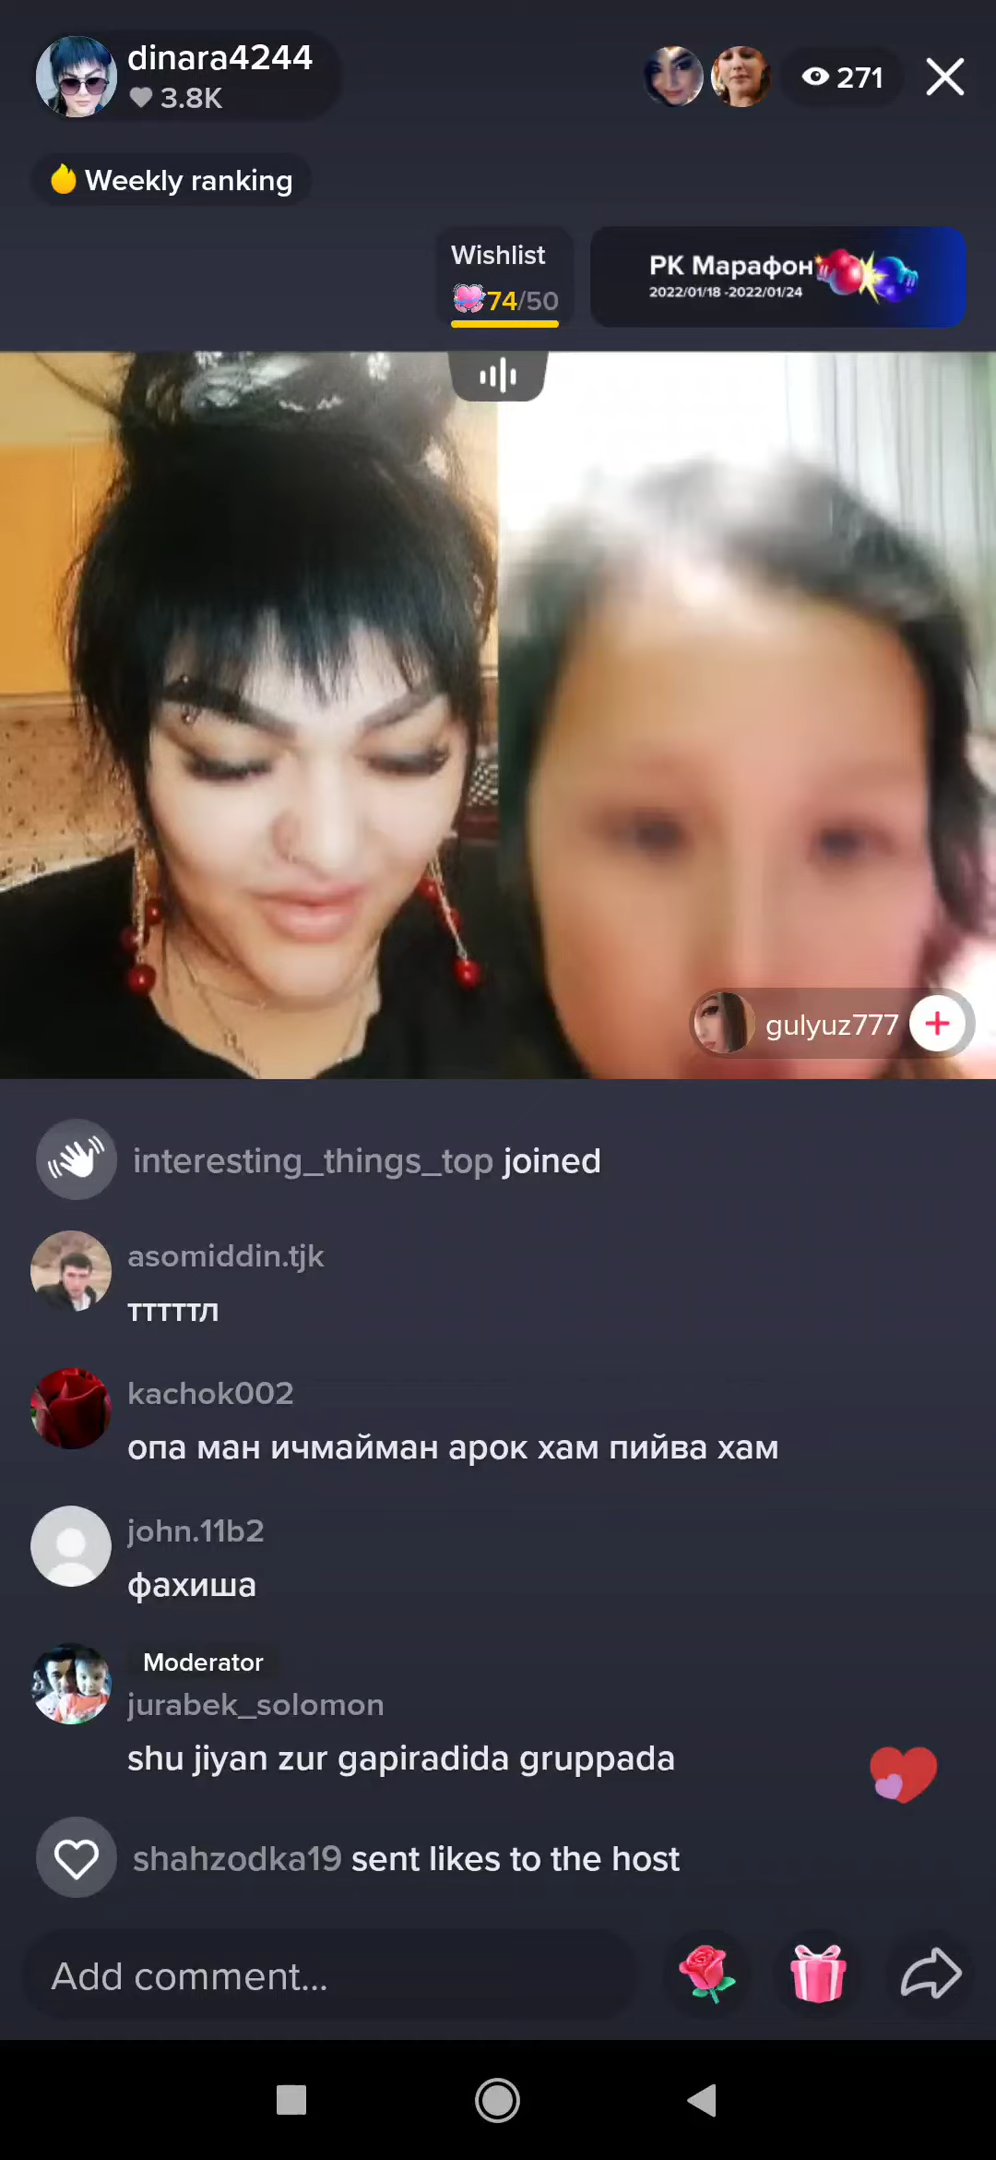 dinara4244
3.8K
271
Weekly ranking
Wishlist
74/50
РК Марафон
2022/01/18 -2022/01/24
gulyuz777
interesting_things_top joined
asomiddin.tjk
тттттл
kachok002
опа ман ичмайман арок хам пийва хам
john.11b2
фахиша
Moderator
jurabek_solomon
shu jiyan zur gapiradida gruppada
shahzodka19 sent likes to the host
Add comment...